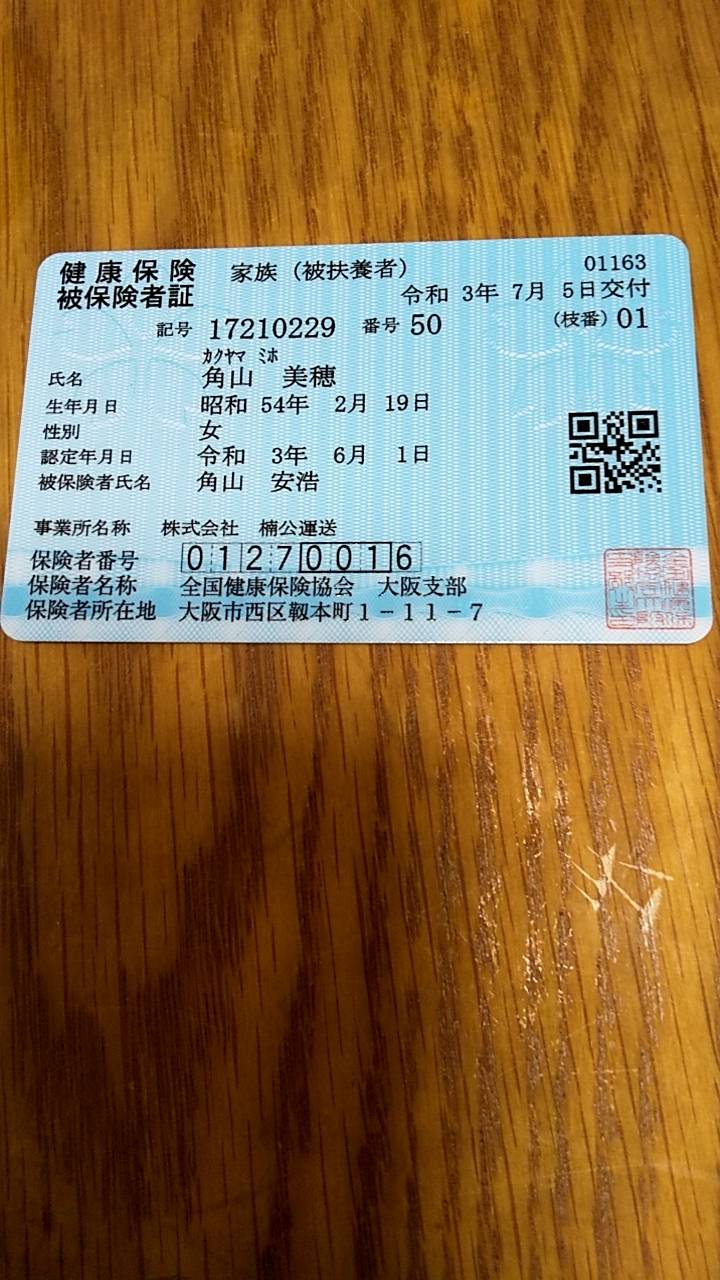 健康保険 家族(被扶養者) 01163
被保険者証 令和 3年 7月 5日交付
記号 17210229 番号 50 (枝番) 01
カクヤマ ミホ
氏名 角山 美穂
生年月日 昭和 54年 2月 19日
性別 女
認定年月日 令和 3年 6月 1日
被保険者氏名 角山 安浩
事業所名称 株式会社 楠公運送
保険者番号 01270016
保険者名称 全国健康保険協会 大阪支部
保険者所在地 大阪市西区靱本町1-11-7